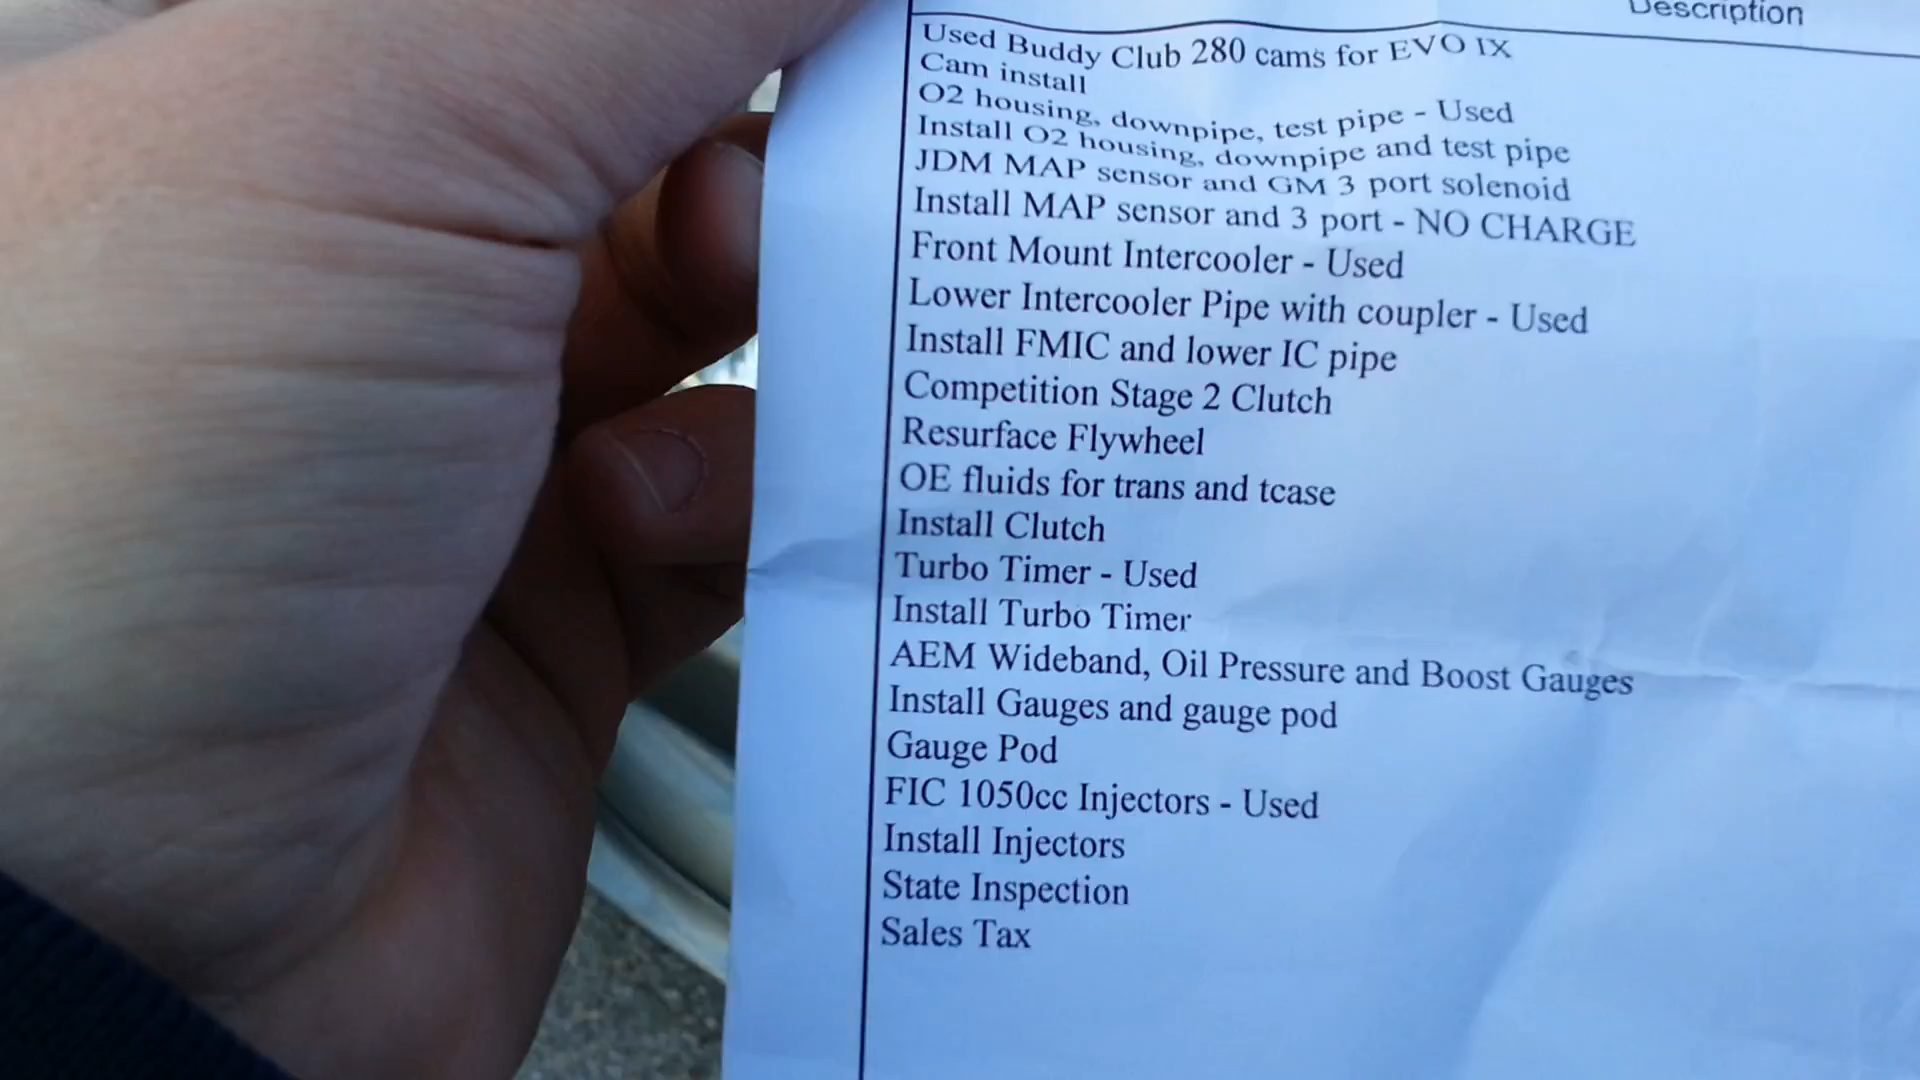 Description
Used Buddy Club 280 cams for EVO IX
Cam install
O2 housing, downpipe, test pipe - Used
Install O2 housing, downpipe and test pipe
JDM MAP sensor and GM 3 port solenoid
Install MAP sensor and 3 port - NO CHARGE
Front Mount Intercooler - Used
Lower Intercooler Pipe with coupler - Used
Install FMIC and lower IC pipe
Competition Stage 2 Clutch
Resurface Flywheel
OE fluids for trans and tcase
Install Clutch
Turbo Timer - Used
Install Turbo Timer
AEM Wideband, Oil Pressure and Boost Gauges
Install Gauges and gauge pod
Gauge Pod
FIC 1050cc Injectors - Used
Install Injectors
State Inspection
Sales Tax